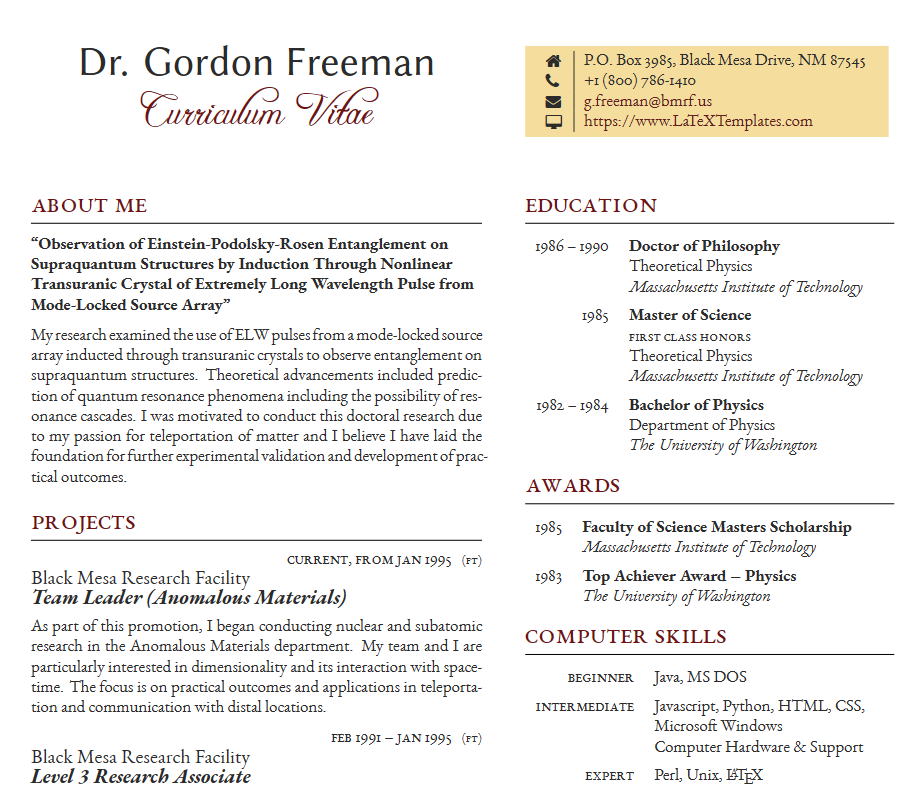 Dr. Gordon Freeman
Curriculum Vitae
P.O. Box 3985, Black Mesa Drive, NM 87545
+1 (800) 786-1410
g.freeman@bmrf.us
https://www.LaTeXTemplates.com
ABOUT ME
“Observation of Einstein-Podolsky-Rosen Entanglement on
Supraquantum Structures by Induction Through Nonlinear
Transuranic Crystal of Extremely Long Wavelength Pulse from
Mode-Locked Source Array”
My research examined the use of ELW pulses from a mode-locked source
array inducted through transuranic crystals to observe entanglement on
supraquantum structures. Theoretical advancements included predic-
tion of quantum resonance phenomena including the possibility of res-
onance cascades. I was motivated to conduct this doctoral research due
to my passion for teleportation of matter and I believe I have laid the
foundation for further experimental validation and development of prac-
tical outcomes.
PROJECTS
CURRENT, FROM JAN 1995 (FT)
Black Mesa Research Facility
Team Leader (Anomalous Materials)
As part of this promotion, I began conducting nuclear and subatomic
research in the Anomalous Materials department. My team and I are
particularly interested in dimensionality and its interaction with space-
time. The focus is on practical outcomes and applications in teleporta-
tion and communication with distal locations.
FEB 1991 – JAN 1995 (FT)
Black Mesa Research Facility
Level 3 Research Associate
EDUCATION
1986 – 1990 Doctor of Philosophy
Theoretical Physics
Massachusetts Institute of Technology
1985 Master of Science
FIRST CLASS HONORS
Theoretical Physics
Massachusetts Institute of Technology
1982 – 1984 Bachelor of Physics
Department of Physics
The University of Washington
AWARDS
1985 Faculty of Science Masters Scholarship
Massachusetts Institute of Technology
1983 Top Achiever Award – Physics
The University of Washington
COMPUTER SKILLS
BEGINNER Java, MS DOS
INTERMEDIATE Javascript, Python, HTML, CSS,
Microsoft Windows
Computer Hardware & Support
EXPERT Perl, Unix, LATEX